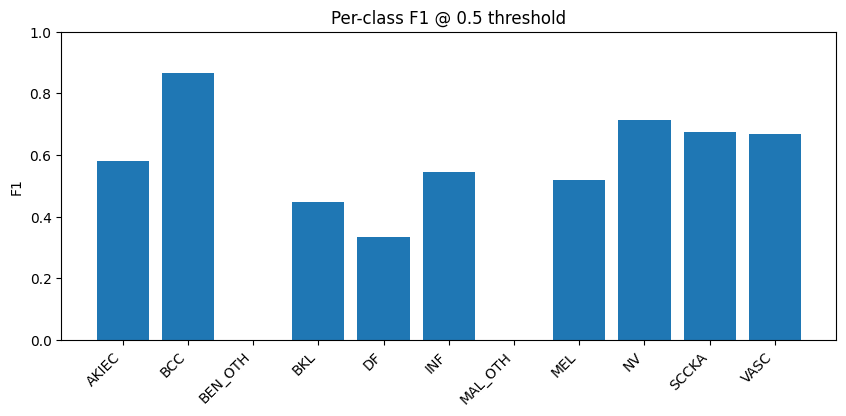 Per-class F1 @ 0.5 threshold
1.0
0.8
0.6
0.4
0.2
0.0
F1
AKIEC
BCC
BEN_OTH
BKL
DF
INF
MAL_OTH
MEL
NV
SCCKA
VASC